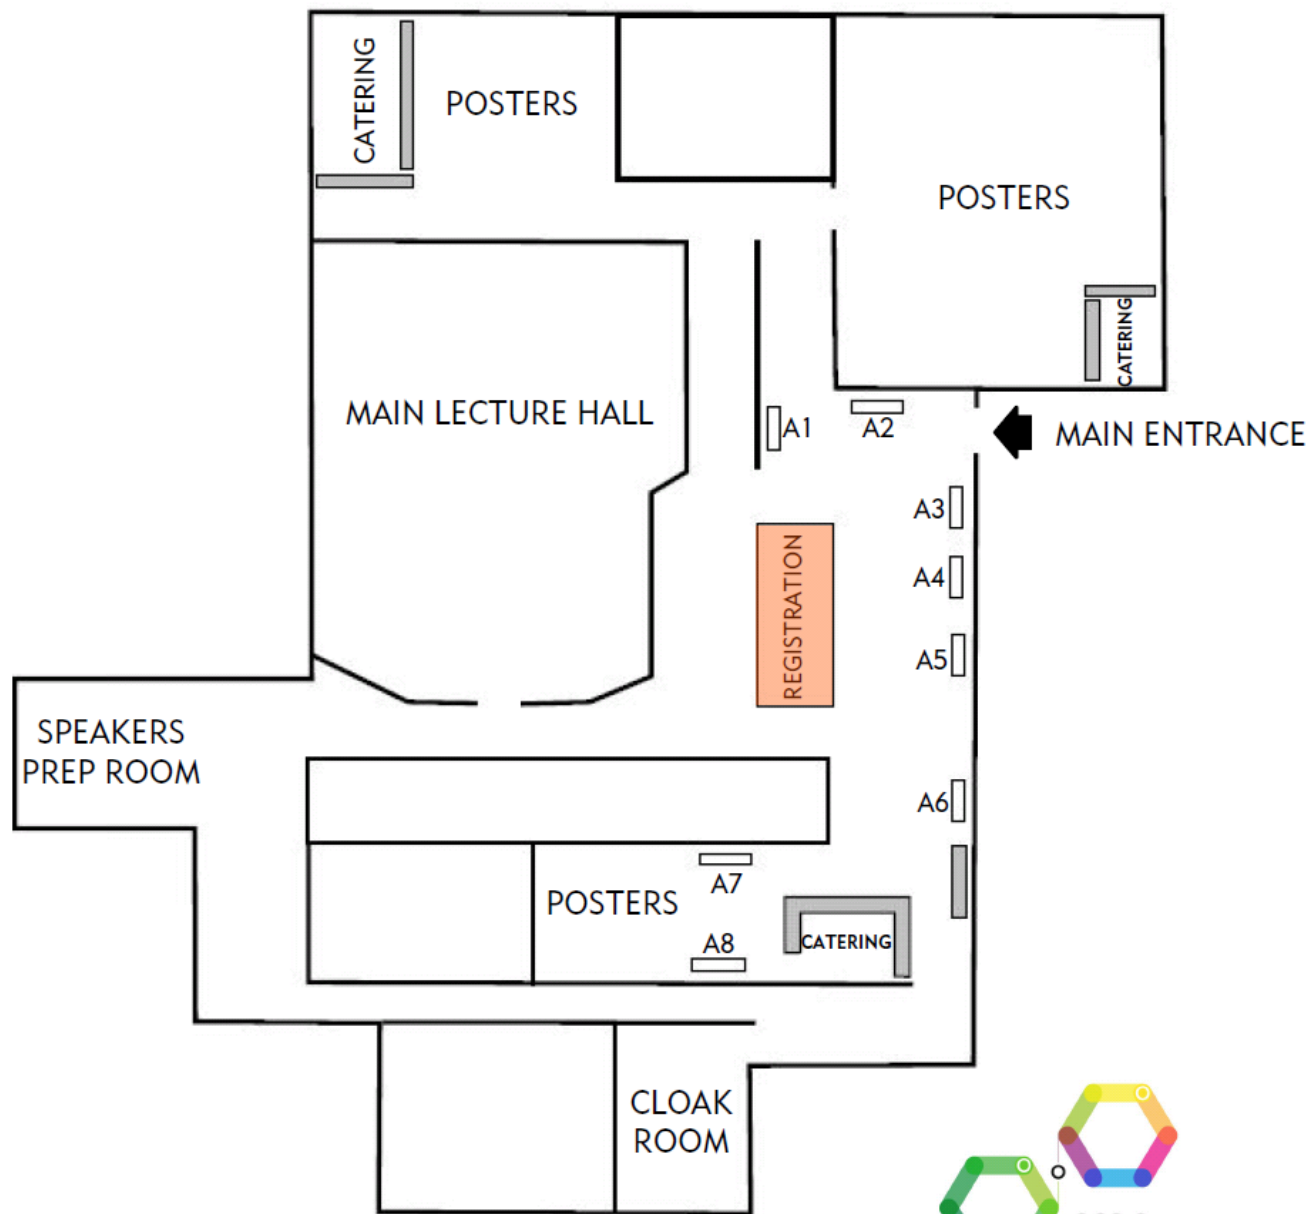 CATERING
POSTERS
POSTERS
CATERING
MAIN LECTURE HALL
A1
A2
MAIN ENTRANCE
A3
A4
A5
REGISTRATION
SPEAKERS
PREP ROOM
A6
A7
POSTERS
A8
CATERING
CLOAK
ROOM